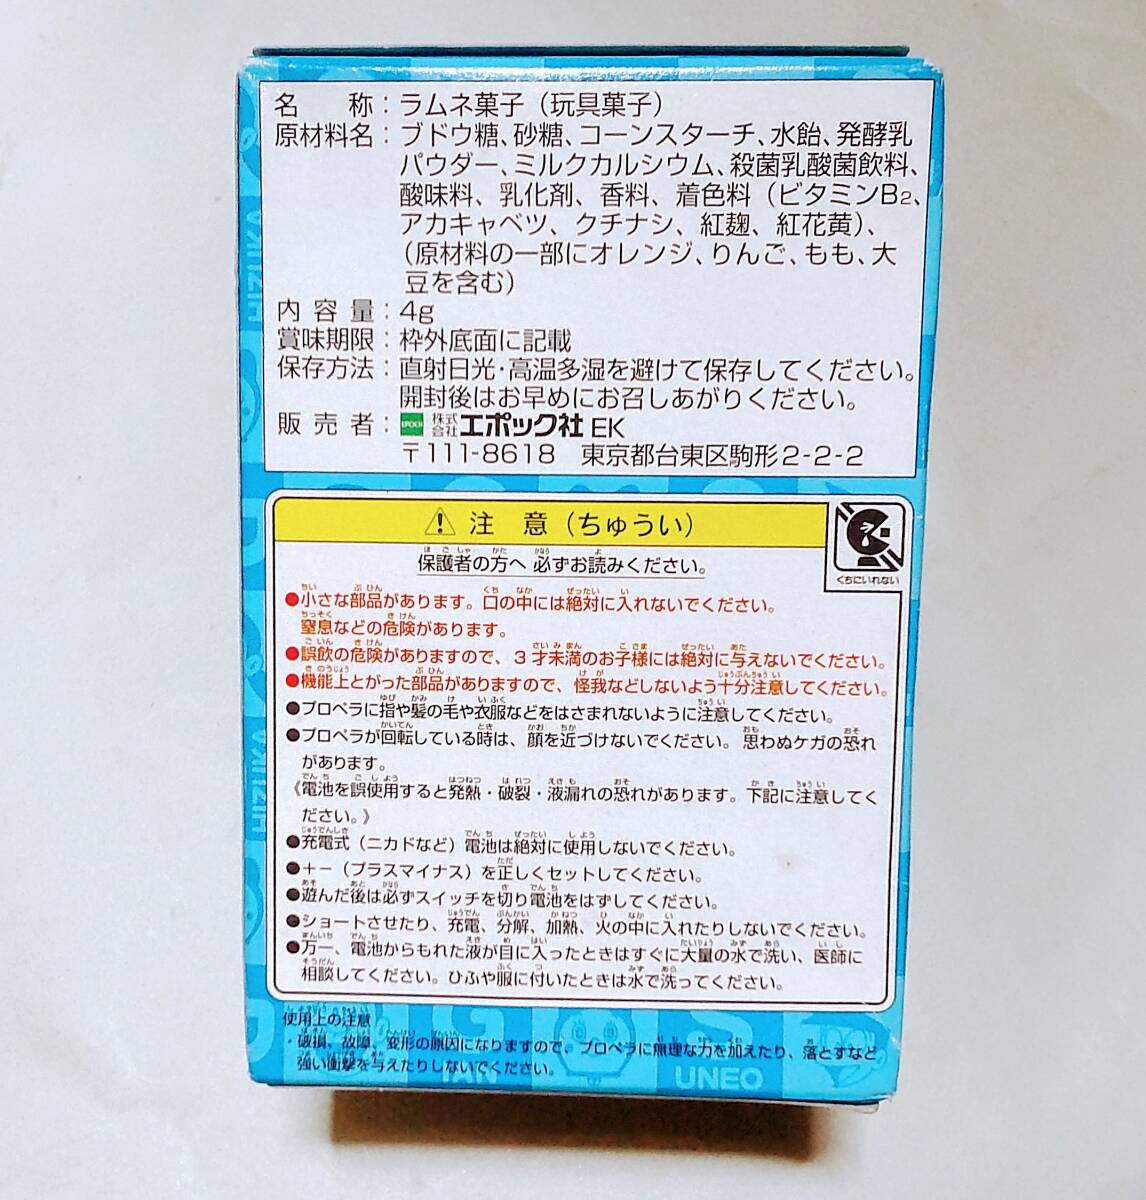 名称：ラムネ菓子（玩具菓子）
原材料名：ブドウ糖、砂糖、コーンスターチ、水飴、発酵乳
パウダー、ミルクカルシウム、殺菌乳酸菌飲料、
酸味料、乳化剤、香料、着色料（ビタミンB2、
アカキャベツ、クチナシ、紅麹、紅花黄）、
（原材料の一部にオレンジ、りんご、もも、大
豆を含む）
内容量：4g
賞味期限：枠外底面に記載
保存方法：直射日光・高温多湿を避けて保存してください。
開封後はお早めにお召しあがりください。
販売者：EPOCH 株式会社エポック社 EK
〒111-8618 東京都台東区駒形2-2-2
⚠ 注意（ちゅうい）
くちにいれない
保護者の方へ 必ずお読みください。
●小さな部品があります。口の中には絶対に入れないでください。
窒息などの危険があります。
●誤飲の危険がありますので、3才未満のお子様には絶対に与えないでください。
●機能上とがった部品がありますので、怪我などしないよう十分注意してください。
●プロペラに指や髪の毛や衣服などをはさまれないように注意してください。
●プロペラが回転している時は、顔を近づけないでください。思わぬケガの恐れ
があります。
《電池を誤使用すると発熱・破裂・液漏れの恐れがあります。下記に注意してく
ださい。》
●充電式（ニカドなど）電池は絶対に使用しないでください。
●＋－（プラスマイナス）を正しくセットしてください。
●遊んだ後は必ずスイッチを切り電池をはずしてください。
●ショートさせたり、充電、分解、加熱、火の中に入れたりしないでください。
●万一、電池からもれた液が目に入ったときはすぐに大量の水で洗い、医師に
相談してください。ひふや服に付いたときは水で洗ってください。
使用上の注意
・破損、故障、変形の原因になりますので、プロペラに無理な力を加えたり、落とすなど
強い衝撃を与えたりしないでください。
UNEO